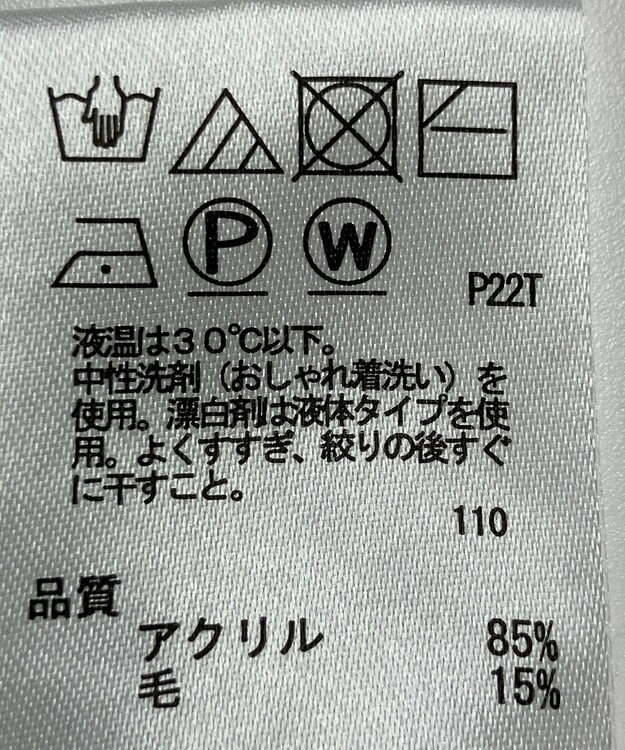 P W P22T
液温は30℃以下。
中性洗剤（おしゃれ着洗い）を
使用。漂白剤は液体タイプを使
用。よくすすぎ、絞りの後すぐ
に干すこと。
110
品質
アクリル 85%
毛 15%